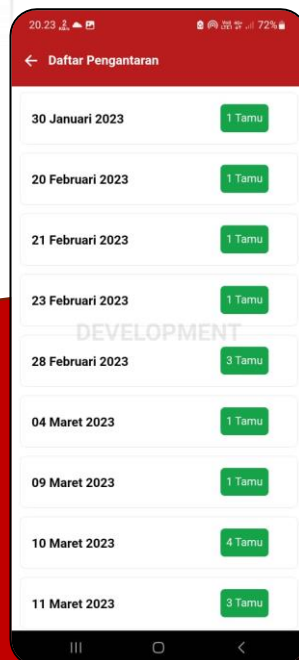 20.23 72%
← Daftar Pengantaran
30 Januari 2023 1 Tamu
20 Februari 2023 1 Tamu
21 Februari 2023 1 Tamu
23 Februari 2023 1 Tamu
DEVELOPMENT
28 Februari 2023 3 Tamu
04 Maret 2023 1 Tamu
09 Maret 2023 1 Tamu
10 Maret 2023 4 Tamu
11 Maret 2023 3 Tamu